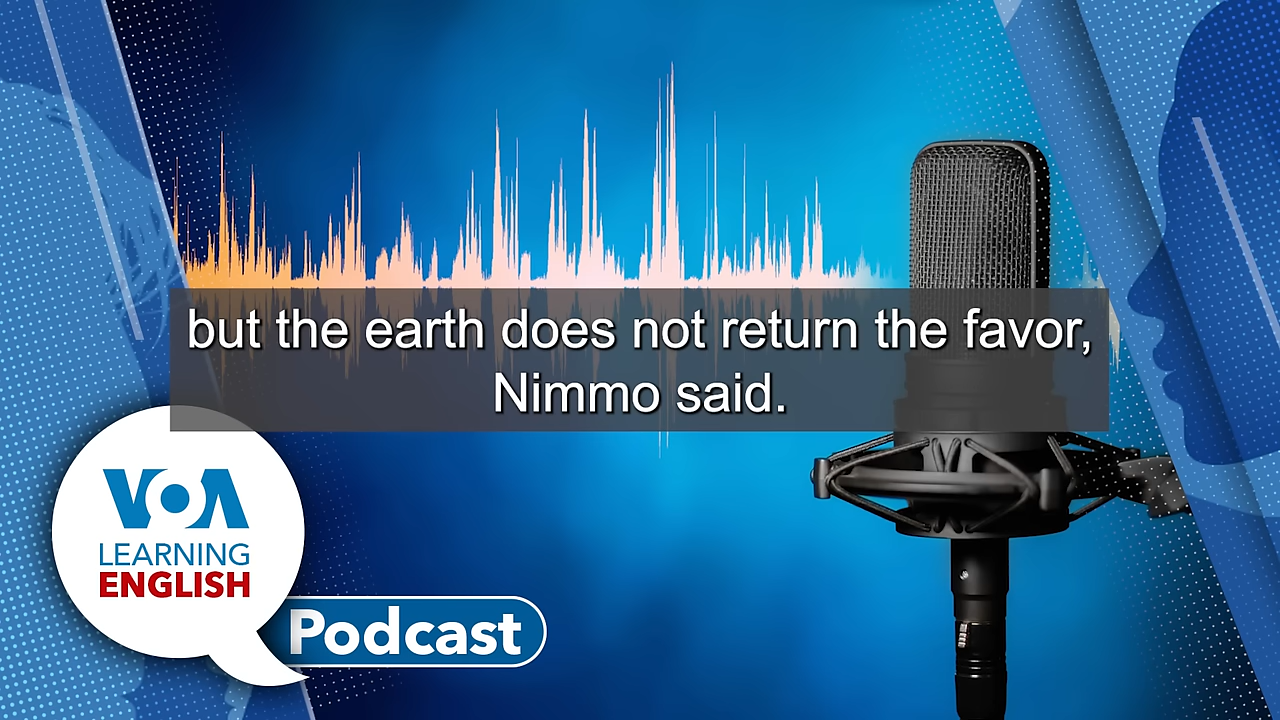 but the earth does not return the favor,
Nimmo said.
VOA
LEARNING
ENGLISH
Podcast